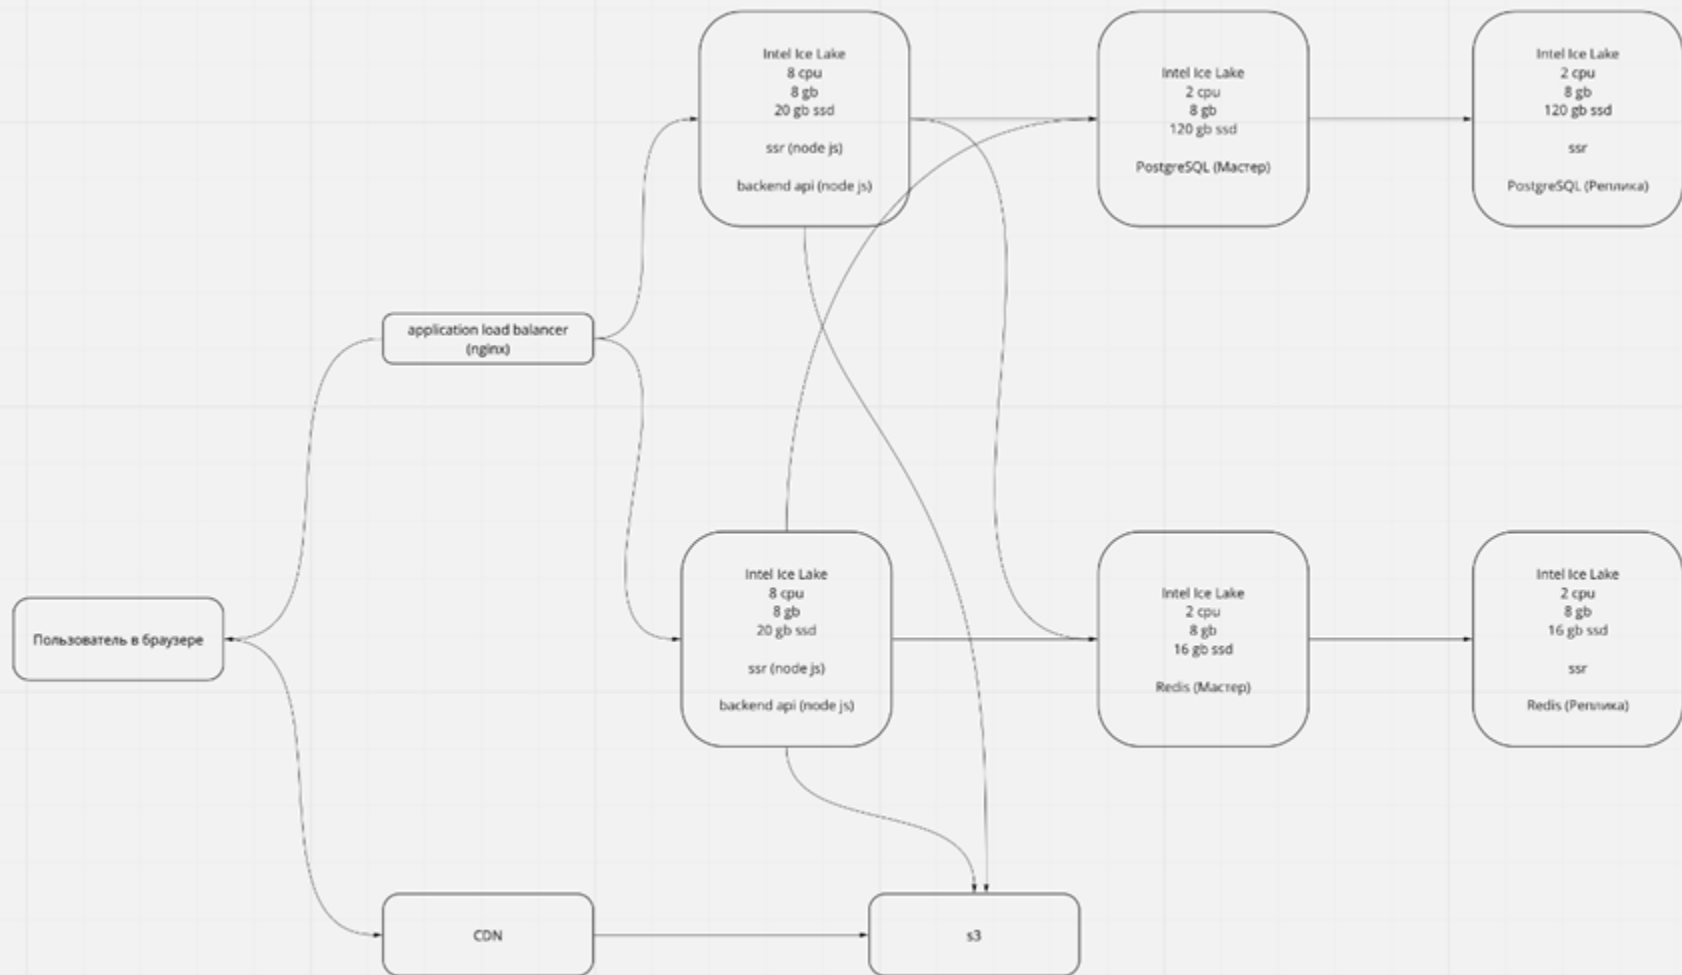 Intel Ice Lake
8 cpu
8 gb
20 gb ssd
ssr (node js)
backend api (node js)
Intel Ice Lake
2 cpu
8 gb
120 gb ssd
PostgreSQL (Мастер)
Intel Ice Lake
2 cpu
8 gb
120 gb ssd
ssr
PostgreSQL (Реплика)
application load balancer
(nginx)
Пользователь в браузере
Intel Ice Lake
8 cpu
8 gb
20 gb ssd
ssr (node js)
backend api (node js)
Intel Ice Lake
2 cpu
8 gb
16 gb ssd
Redis (Мастер)
Intel Ice Lake
2 cpu
8 gb
16 gb ssd
ssr
Redis (Реплика)
CDN
s3